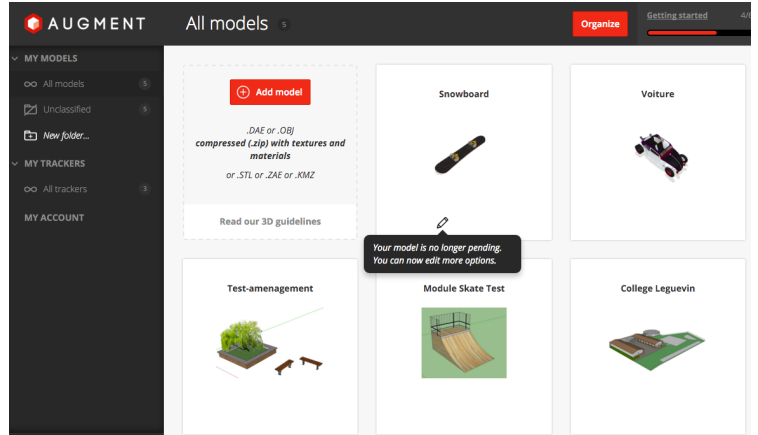 AUGMENT
All models 5
Organize
Getting started
MY MODELS
All models 5
Unclassified 5
New folder...
MY TRACKERS
All trackers 3
MY ACCOUNT
Add model
.DAE or .OBJ
compressed (.zip) with textures and
materials
or .STL or .ZAE or .KMZ
Read our 3D guidelines
Snowboard
Voiture
Your model is no longer pending.
You can now edit more options.
Test-amenagement
Module Skate Test
College Leguevin